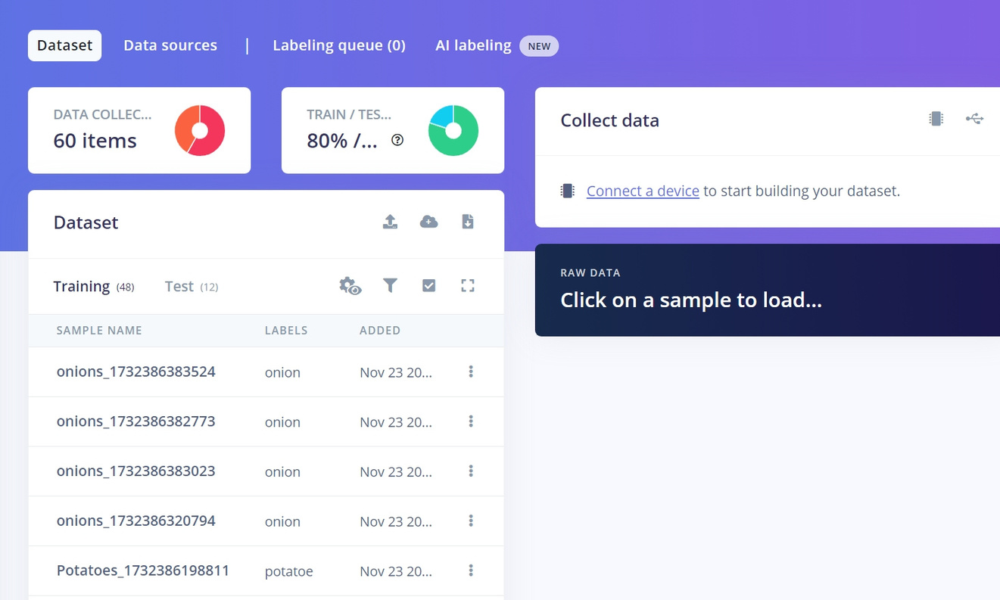 Dataset
Data sources
|
Labeling queue (0)
AI labeling
NEW
DATA COLLEC...
60 items
TRAIN / TES...
80% /...
?
Collect data
Connect a device to start building your dataset.
RAW DATA
Click on a sample to load...
Dataset
Training (48)
Test (12)
SAMPLE NAME LABELS ADDED
onions_1732386383524 onion Nov 23 20...
onions_1732386382773 onion Nov 23 20...
onions_1732386383023 onion Nov 23 20...
onions_1732386320794 onion Nov 23 20...
Potatoes_1732386198811 potatoe Nov 23 20...